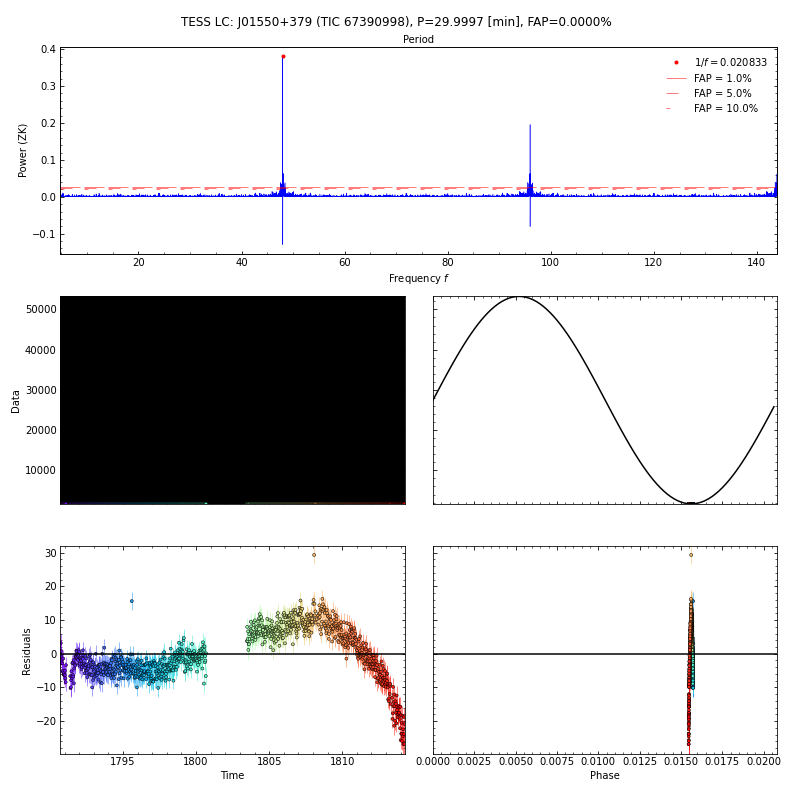 TESS LC: J01550+379 (TIC 67390998), P=29.9997 [min], FAP=0.0000%
Period
0.4
0.3
0.2
0.1
0.0
−0.1
Power (ZK)
1/f = 0.020833
FAP = 1.0%
FAP = 5.0%
FAP = 10.0%
20 40 60 80 100 120 140
Frequency f
50000
40000
30000
20000
10000
Data
30
20
10
0
−10
−20
Residuals
1795 1800 1805 1810
Time
0.0000 0.0025 0.0050 0.0075 0.0100 0.0125 0.0150 0.0175 0.0200
Phase